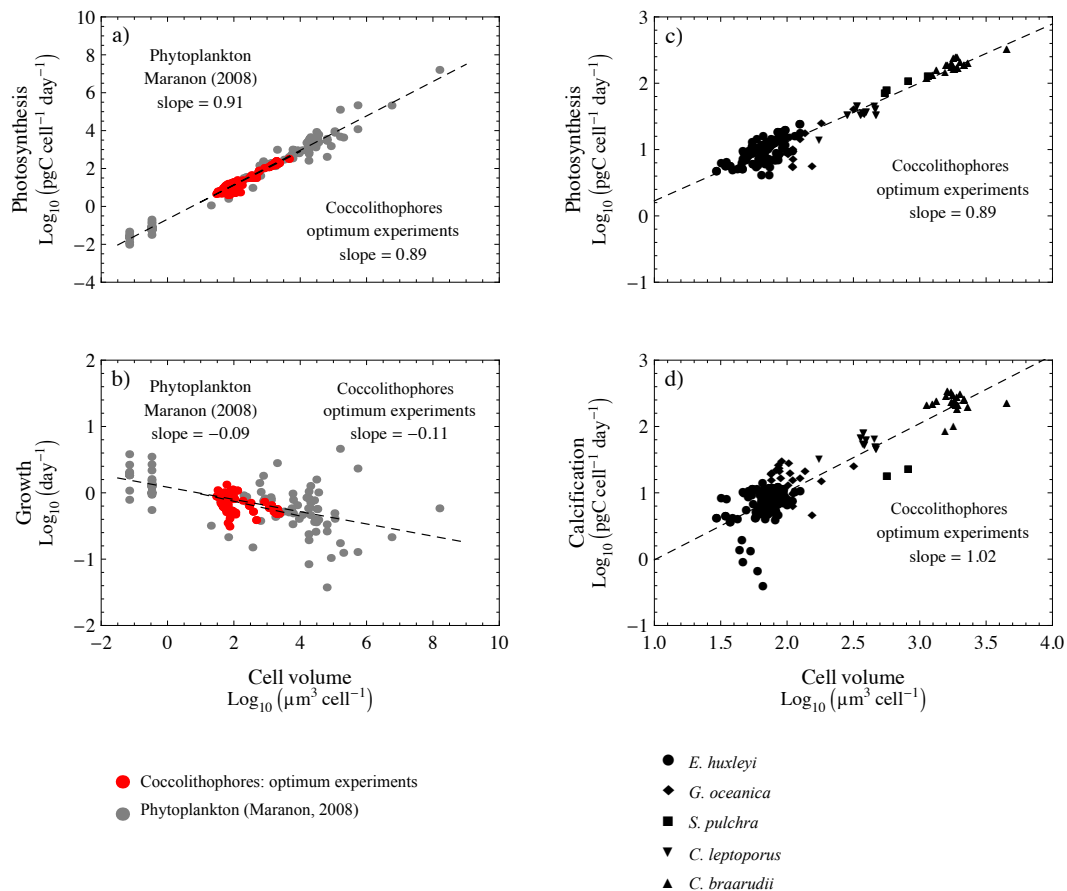 a)
Phytoplankton
Maranon (2008)
slope = 0.91
Coccolithophores
optimum experiments
slope = 0.89
Photosynthesis
Log10 (pgC cell−1 day−1)
10
8
6
4
2
0
−2
−4
c)
Coccolithophores
optimum experiments
slope = 0.89
Photosynthesis
Log10 (pgC cell−1 day−1)
3
2
1
0
−1
b)
Phytoplankton
Maranon (2008)
slope = −0.09
Coccolithophores
optimum experiments
slope = −0.11
Growth
Log10 (day−1)
2
1
0
−1
−2
−2 0 2 4 6 8 10
Cell volume
Log10 (μm3 cell−1)
d)
Coccolithophores
optimum experiments
slope = 1.02
Calcification
Log10 (pgC cell−1 day−1)
3
2
1
0
−1
1.0 1.5 2.0 2.5 3.0 3.5 4.0
Cell volume
Log10 (μm3 cell−1)
Coccolithophores: optimum experiments
Phytoplankton (Maranon, 2008)
E. huxleyi
G. oceanica
S. pulchra
C. leptoporus
C. braarudii